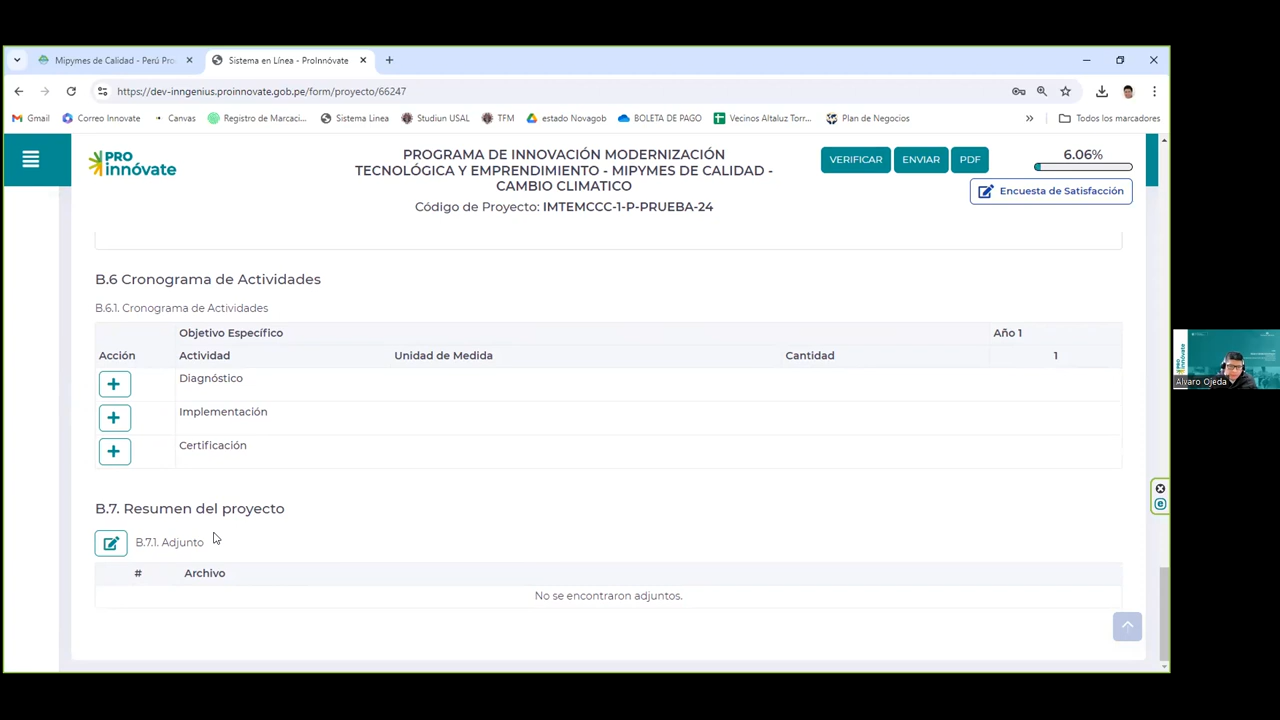 Mipymes de Calidad - Perú Pro
Sistema en Línea - ProInnóvate
https://dev-inngenius.proinnovate.gob.pe/form/proyecto/66247
Gmail
Correo Innovate
Canvas
Registro de Marcaci...
Sistema Linea
Studiun USAL
TFM
estado Novagob
BOLETA DE PAGO
Vecinos Altaluz Torr...
Plan de Negocios
Todos los marcadores
PRO
innóvate
PROGRAMA DE INNOVACIÓN MODERNIZACIÓN
TECNOLÓGICA Y EMPRENDIMIENTO - MIPYMES DE CALIDAD -
CAMBIO CLIMATICO
Código de Proyecto: IMTEMCCC-1-P-PRUEBA-24
VERIFICAR
ENVIAR
PDF
6.06%
Encuesta de Satisfacción
B.6 Cronograma de Actividades
B.6.1. Cronograma de Actividades
Objetivo Específico
Año 1
Acción
Actividad
Unidad de Medida
Cantidad
1
Diagnóstico
Implementación
Certificación
B.7. Resumen del proyecto
B.7.1. Adjunto
#
Archivo
No se encontraron adjuntos.
Alvaro Ojeda